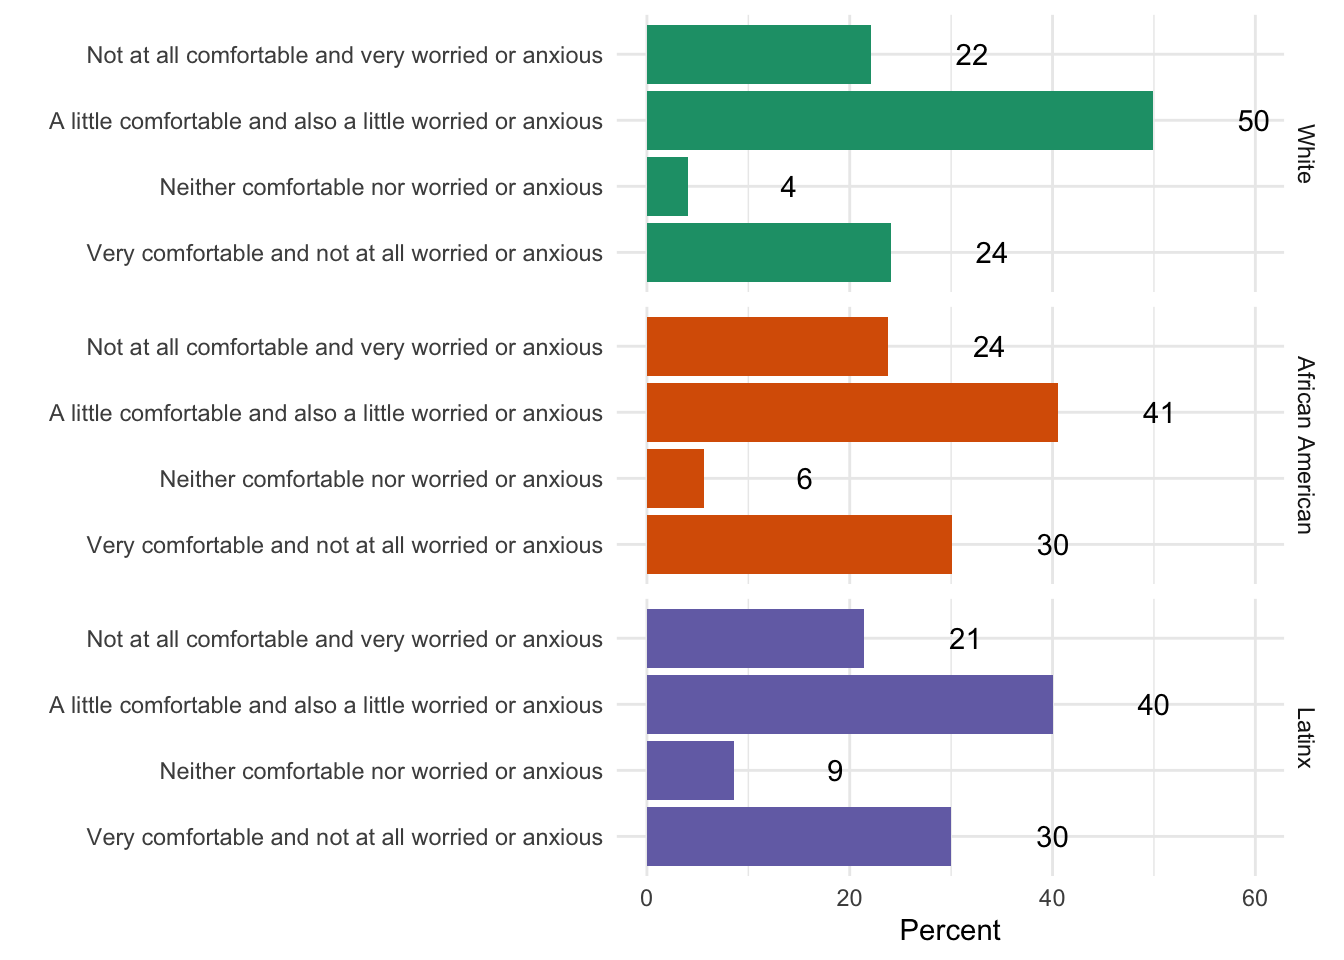 Not at all comfortable and very worried or anxious 22
A little comfortable and also a little worried or anxious 50
Neither comfortable nor worried or anxious 4
Very comfortable and not at all worried or anxious 24
White
Not at all comfortable and very worried or anxious 24
A little comfortable and also a little worried or anxious 41
Neither comfortable nor worried or anxious 6
Very comfortable and not at all worried or anxious 30
African American
Not at all comfortable and very worried or anxious 21
A little comfortable and also a little worried or anxious 40
Neither comfortable nor worried or anxious 9
Very comfortable and not at all worried or anxious 30
Latinx
0 20 40 60
Percent